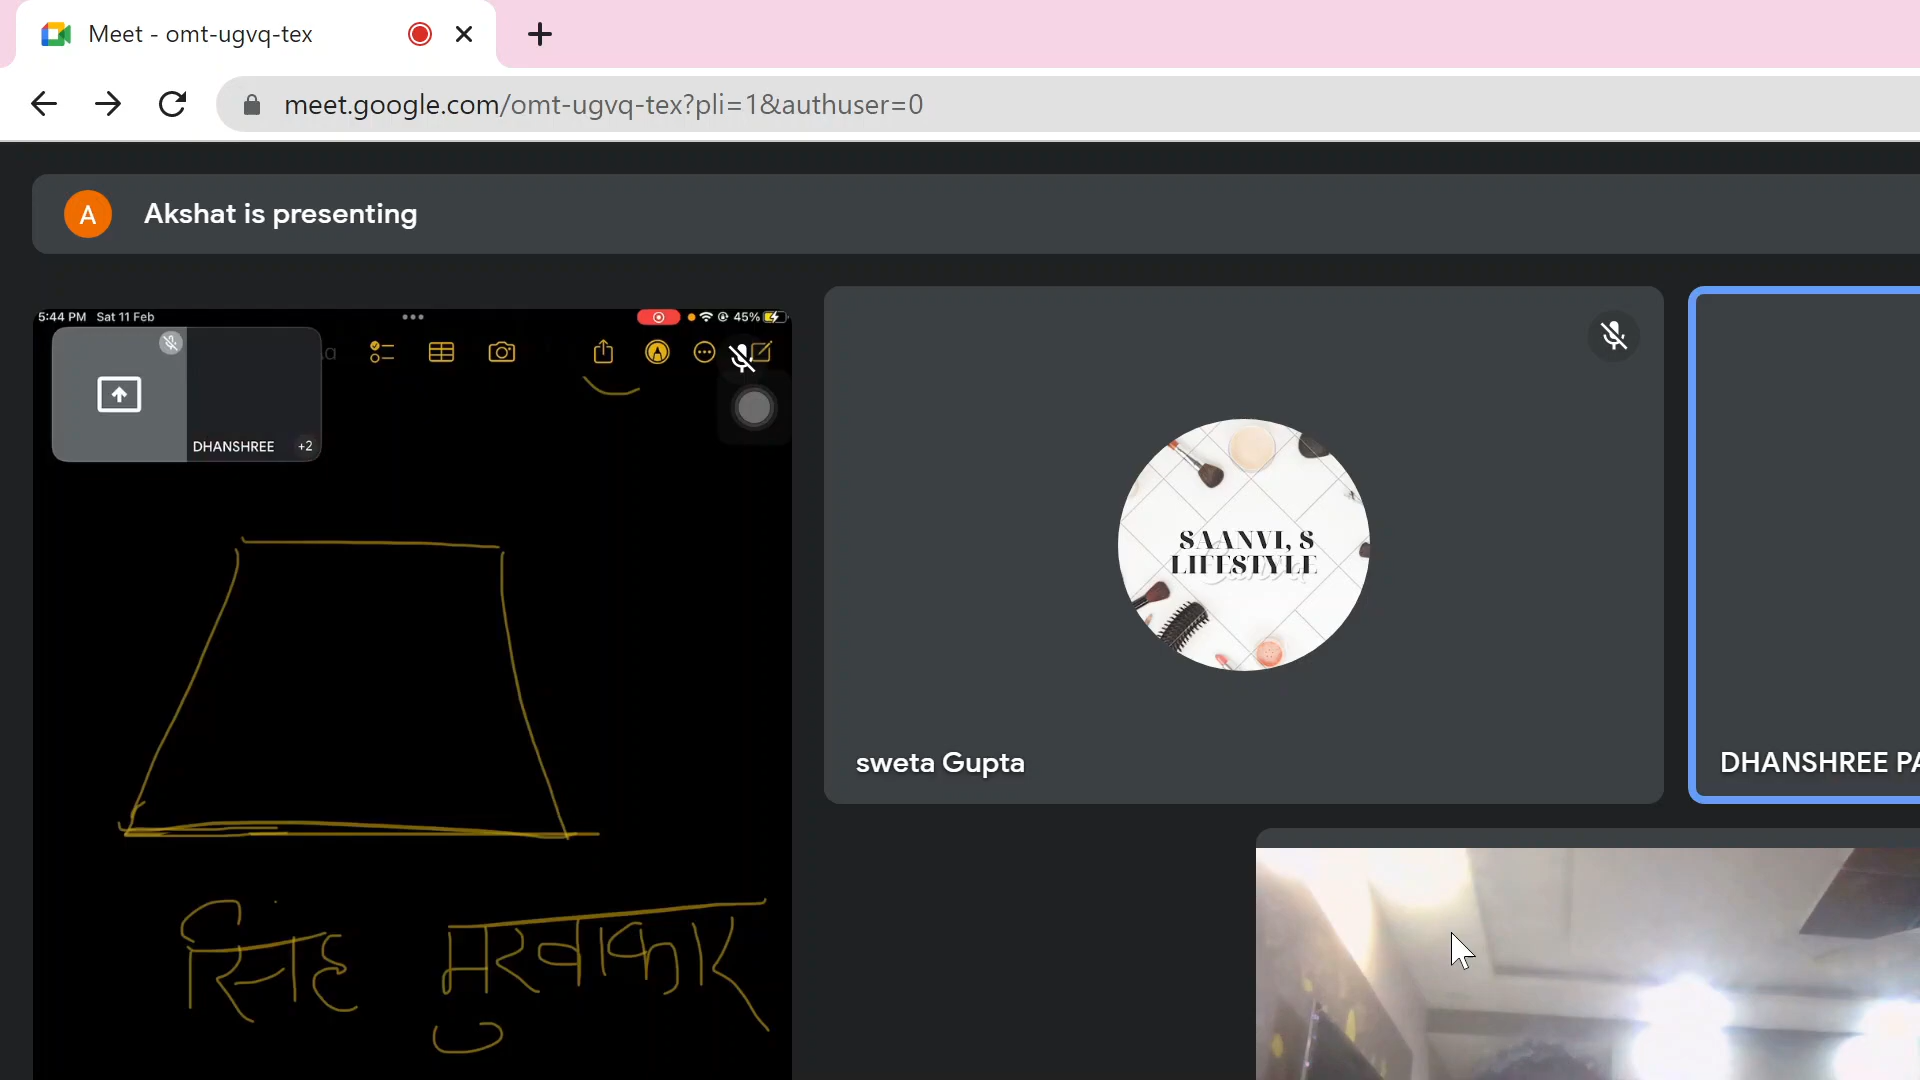 Meet - omt-ugvq-tex
meet.google.com/omt-ugvq-tex?pli=1&authuser=0
A
Akshat is presenting
5:44 PM Sat 11 Feb
45%
DHANSHREE +2
SAANVI, S
LIFESTYLE
sweta Gupta
DHANSHREE PA
सिंह मुखाकार